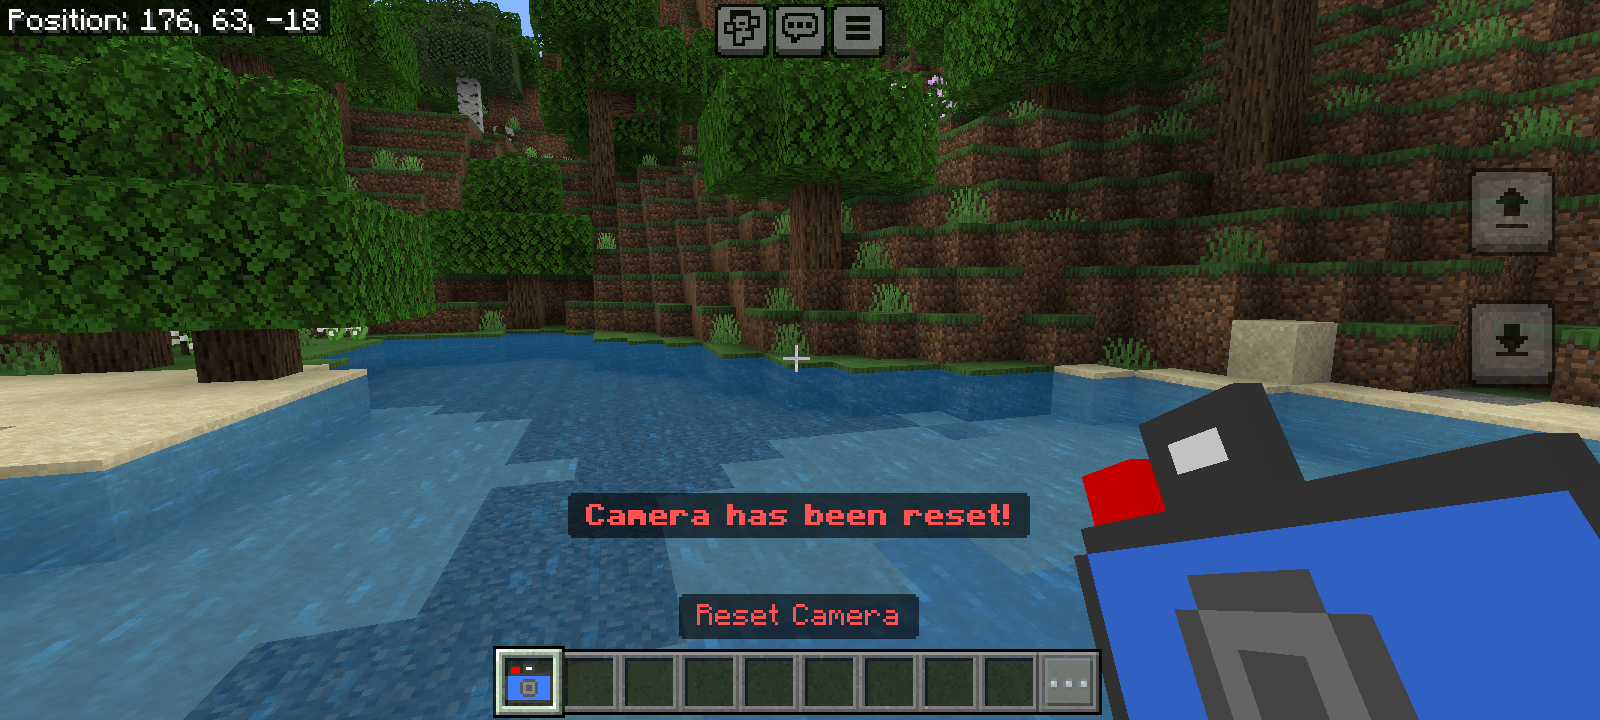 Position: 176, 63, -18
Camera has been reset!
Reset Camera